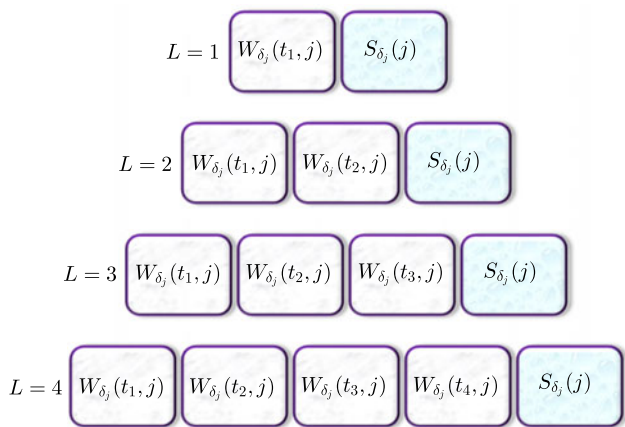 L = 1 W_{δ_j}(t_1, j) S_{δ_j}(j)
L = 2 W_{δ_j}(t_1, j) W_{δ_j}(t_2, j) S_{δ_j}(j)
L = 3 W_{δ_j}(t_1, j) W_{δ_j}(t_2, j) W_{δ_j}(t_3, j) S_{δ_j}(j)
L = 4 W_{δ_j}(t_1, j) W_{δ_j}(t_2, j) W_{δ_j}(t_3, j) W_{δ_j}(t_4, j) S_{δ_j}(j)